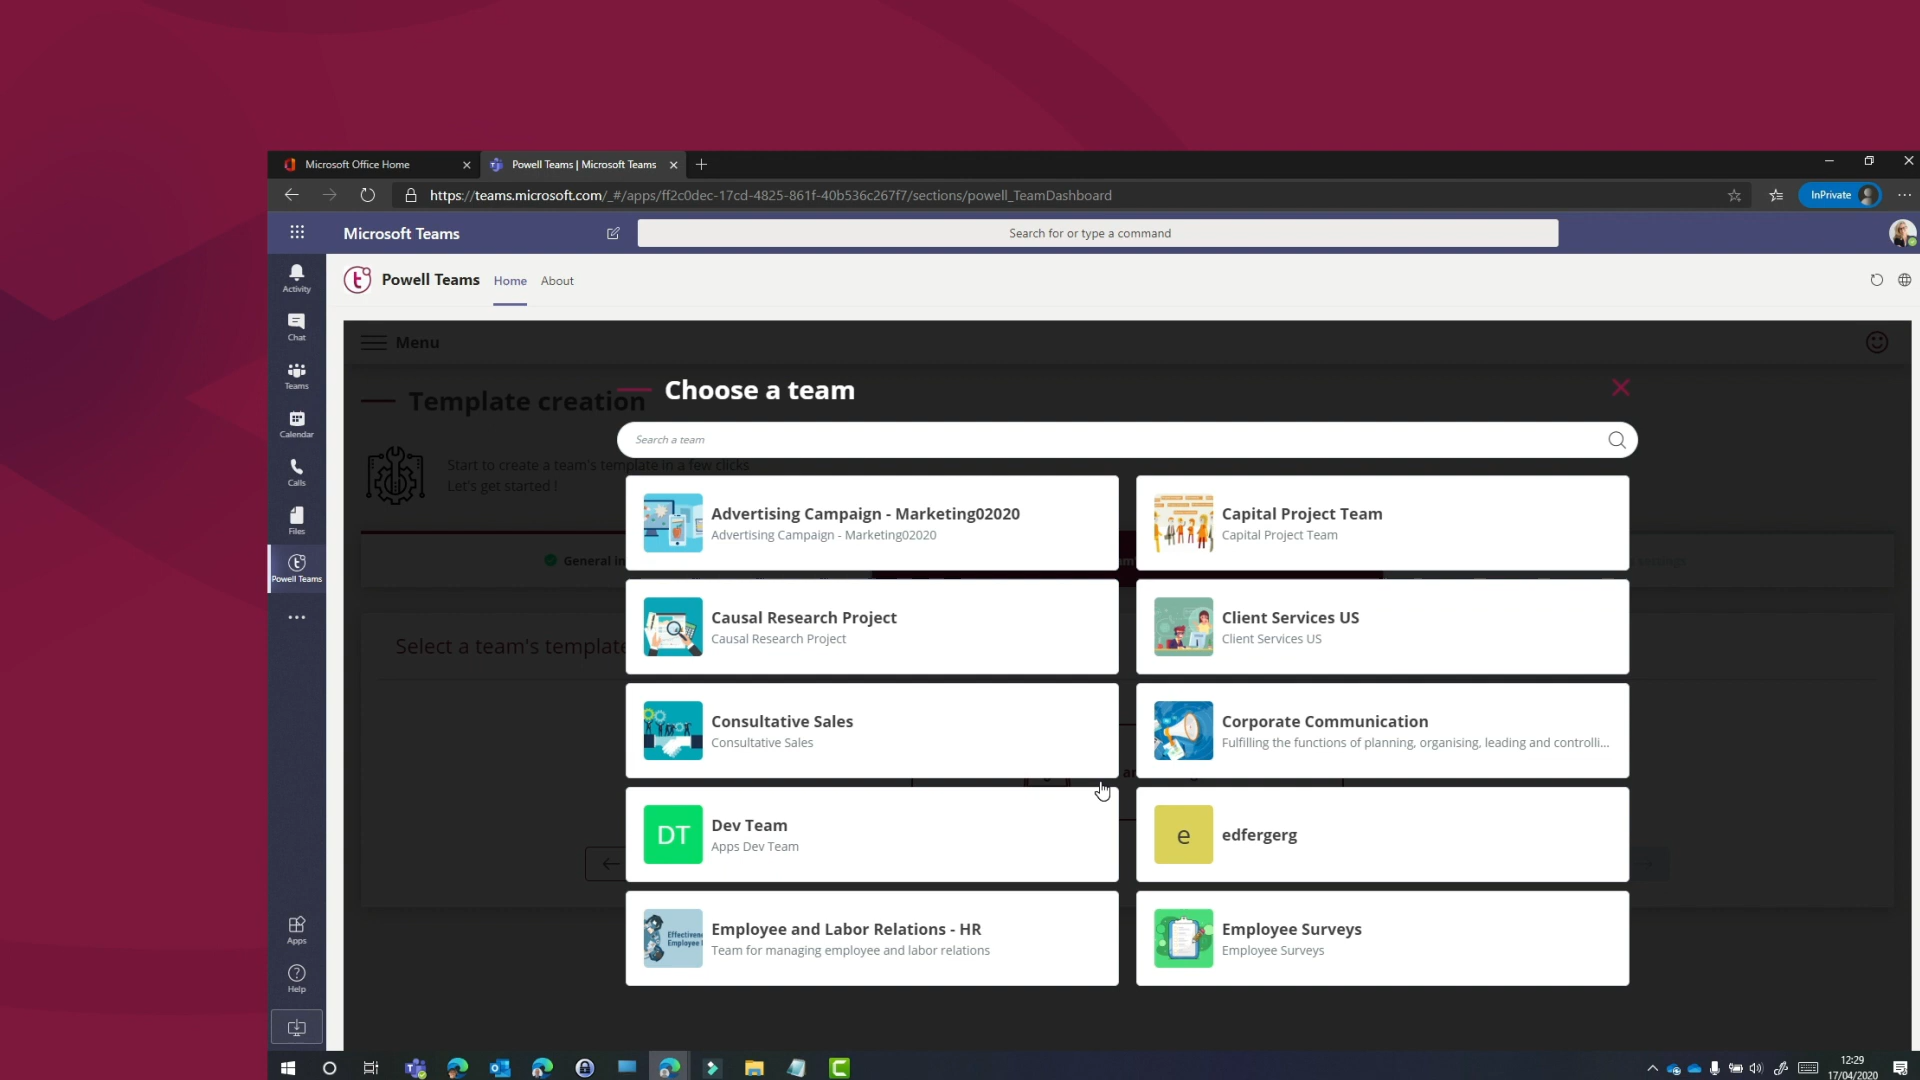 Microsoft Office Home
Powell Teams | Microsoft Teams
https://teams.microsoft.com/_#/apps/ff2c0dec-17cd-4825-861f-40b536c267f7/sections/powell_TeamDashboard
InPrivate
Microsoft Teams
Search for or type a command
Activity
Chat
Teams
Calendar
Calls
Files
Powell Teams
Apps
Help
Powell Teams
Home
About
Menu
Template creation
Start to create a team's template in a few clicks
Let's get started !
General in
Select a team's template
Choose a team
Search a team
Advertising Campaign - Marketing02020
Advertising Campaign - Marketing02020
Capital Project Team
Capital Project Team
Causal Research Project
Causal Research Project
Client Services US
Client Services US
Consultative Sales
Consultative Sales
Corporate Communication
Fulfilling the functions of planning, organising, leading and controlli...
DT
Dev Team
Apps Dev Team
e
edfergerg
Effectiven
Employee
Employee and Labor Relations - HR
Team for managing employee and labor relations
Employee Surveys
Employee Surveys
12:29
17/04/2020